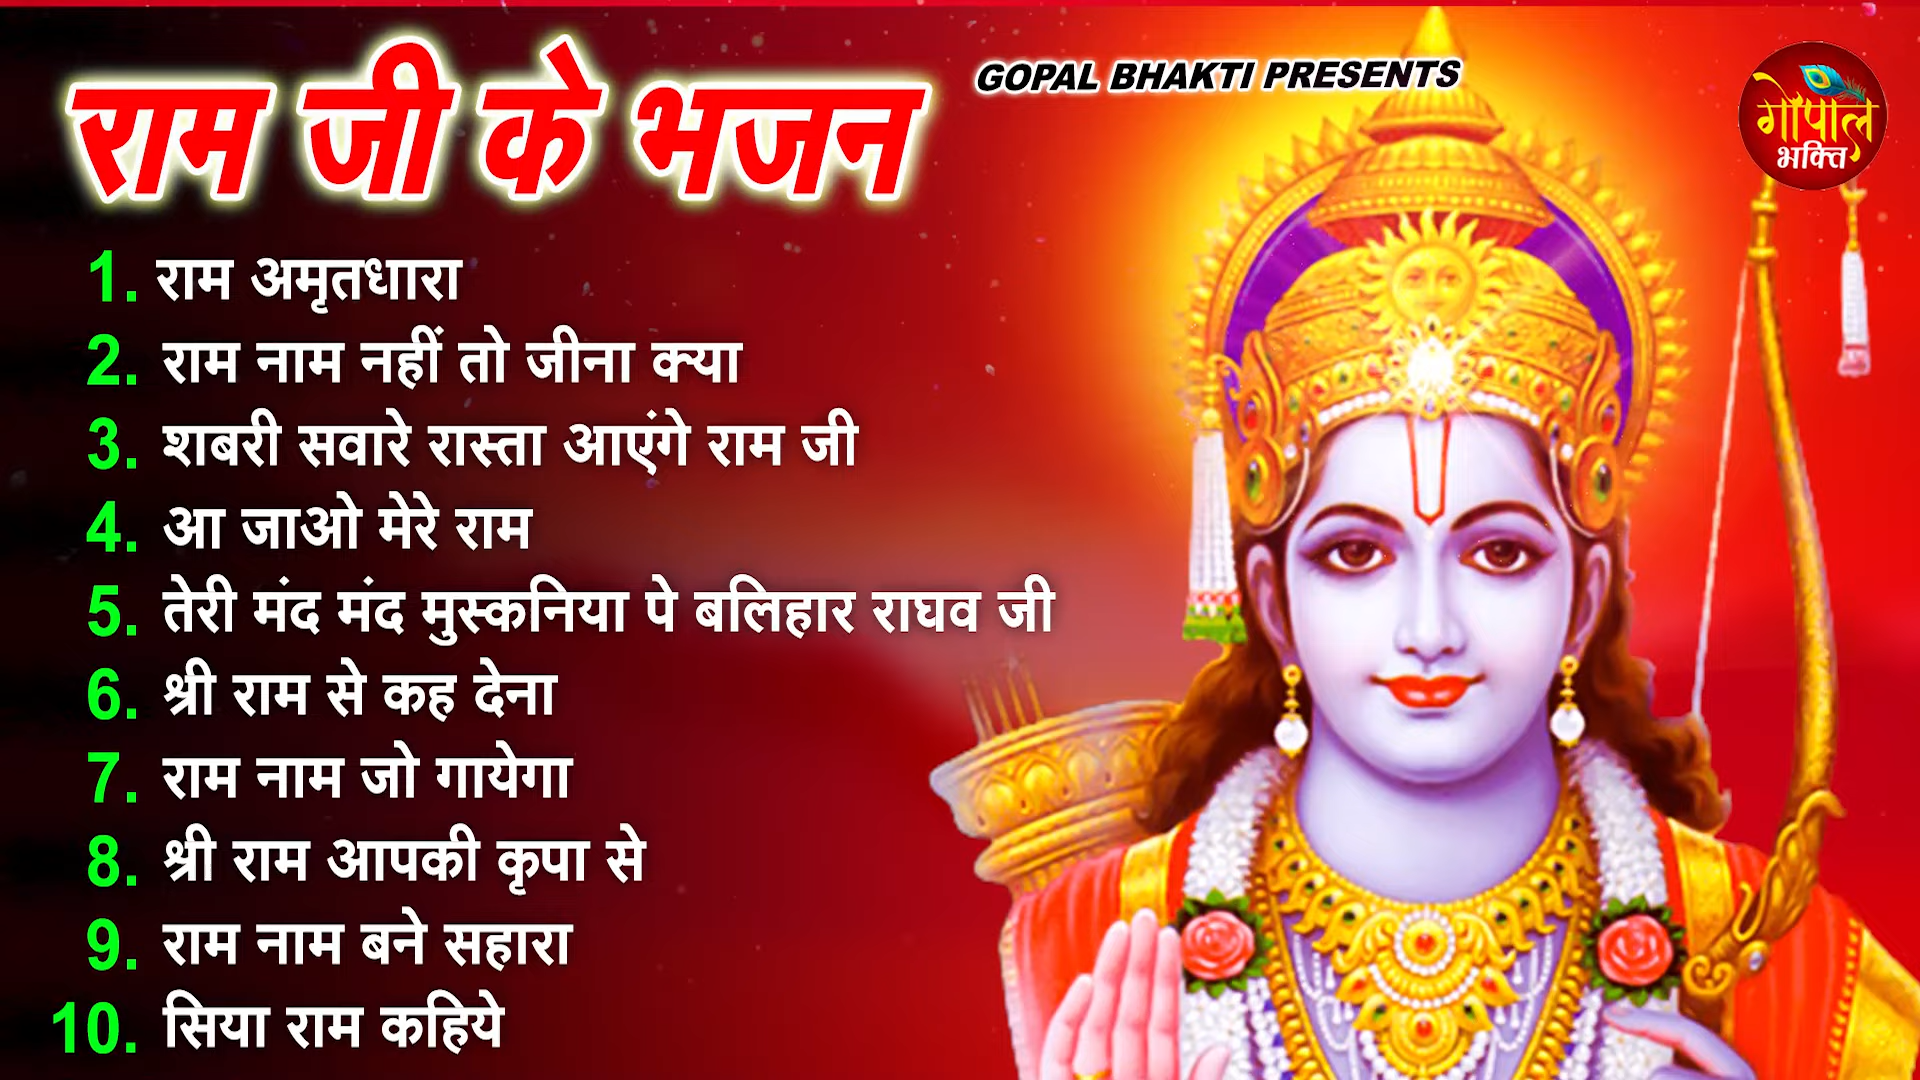 राम जी के भजन
GOPAL BHAKTI PRESENTS
गोपाल
भक्ति
1. राम अमृतधारा
2. राम नाम नहीं तो जीना क्या
3. शबरी सवारे रास्ता आएंगे राम जी
4. आ जाओ मेरे राम
5. तेरी मंद मंद मुस्कनिया पे बलिहार राघव जी
6. श्री राम से कह देना
7. राम नाम जो गायेगा
8. श्री राम आपकी कृपा से
9. राम नाम बने सहारा
10. सिया राम कहिये